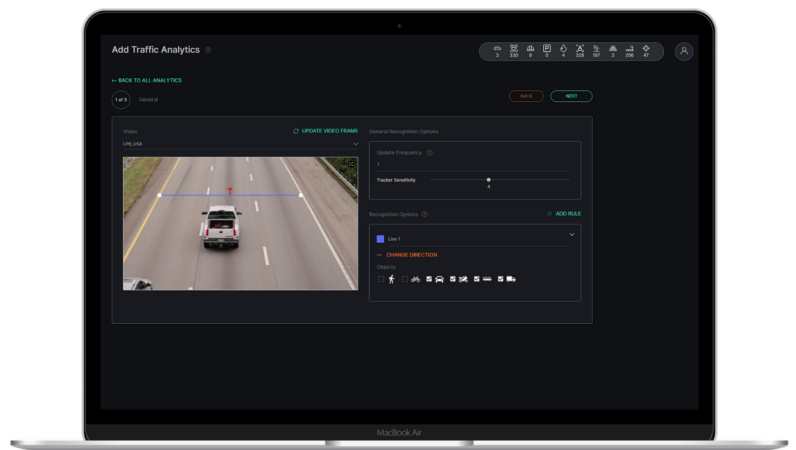 Add Traffic Analytics
3 330 9 0 4 338 197 3 206 47
← BACK TO ALL ANALYTICS
1 of 3 General
BACK NEXT
Video UPDATE VIDEO FRAME
LPR_USA
General Recognition Options
Update Frequency
1
Tracker Sensitivity
4
Recognition Options ADD RULE
Line 1
→ CHANGE DIRECTION
Objects
MacBook Air